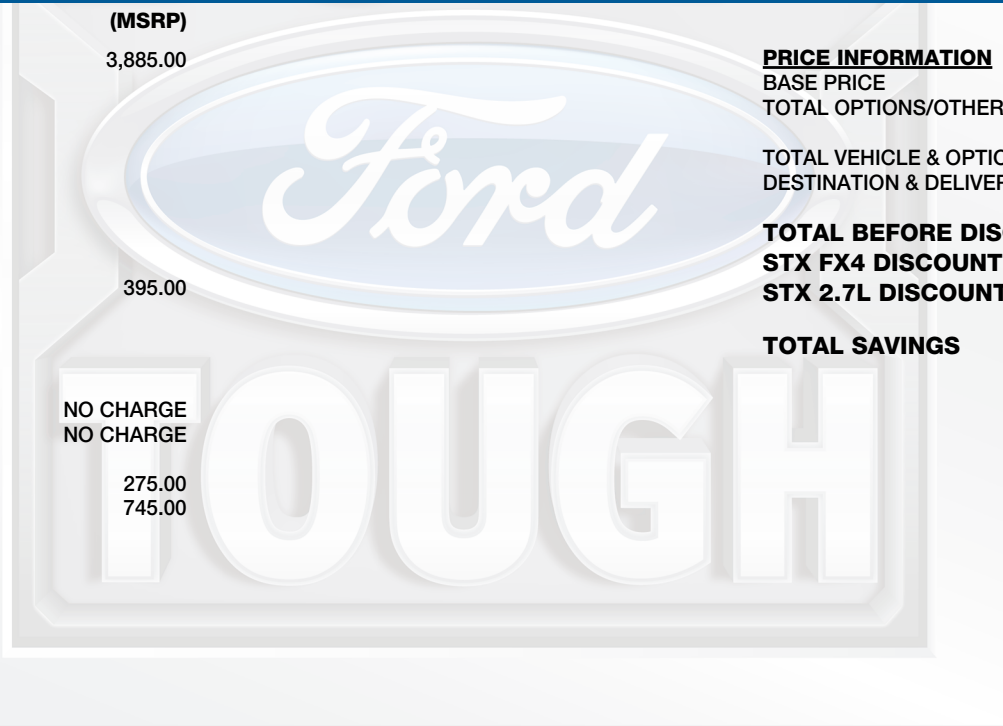 (MSRP)
3,885.00
395.00
NO CHARGE
NO CHARGE
275.00
745.00
PRICE INFORMATION
BASE PRICE
TOTAL OPTIONS/OTHER
TOTAL VEHICLE & OPTIO
DESTINATION & DELIVER
TOTAL BEFORE DIS
STX FX4 DISCOUNT
STX 2.7L DISCOUNT
TOTAL SAVINGS
Ford
TOUGH